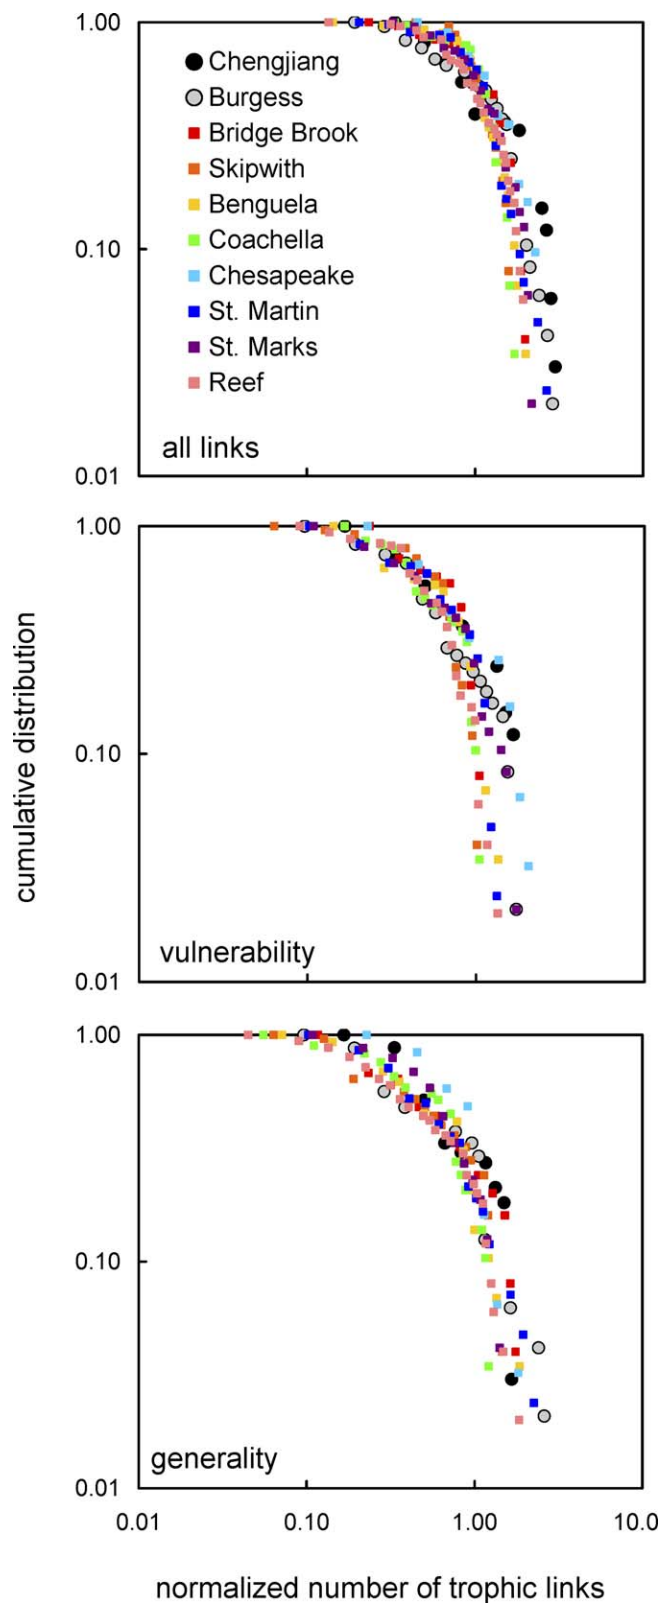 1.00
Chengjiang
Burgess
Bridge Brook
Skipwith
Benguela
Coachella
Chesapeake
St. Martin
St. Marks
Reef
0.10
all links
0.01
1.00
cumulative distribution
0.10
vulnerability
0.01
1.00
0.10
generality
0.01
0.01 0.10 1.00 10.0
normalized number of trophic links